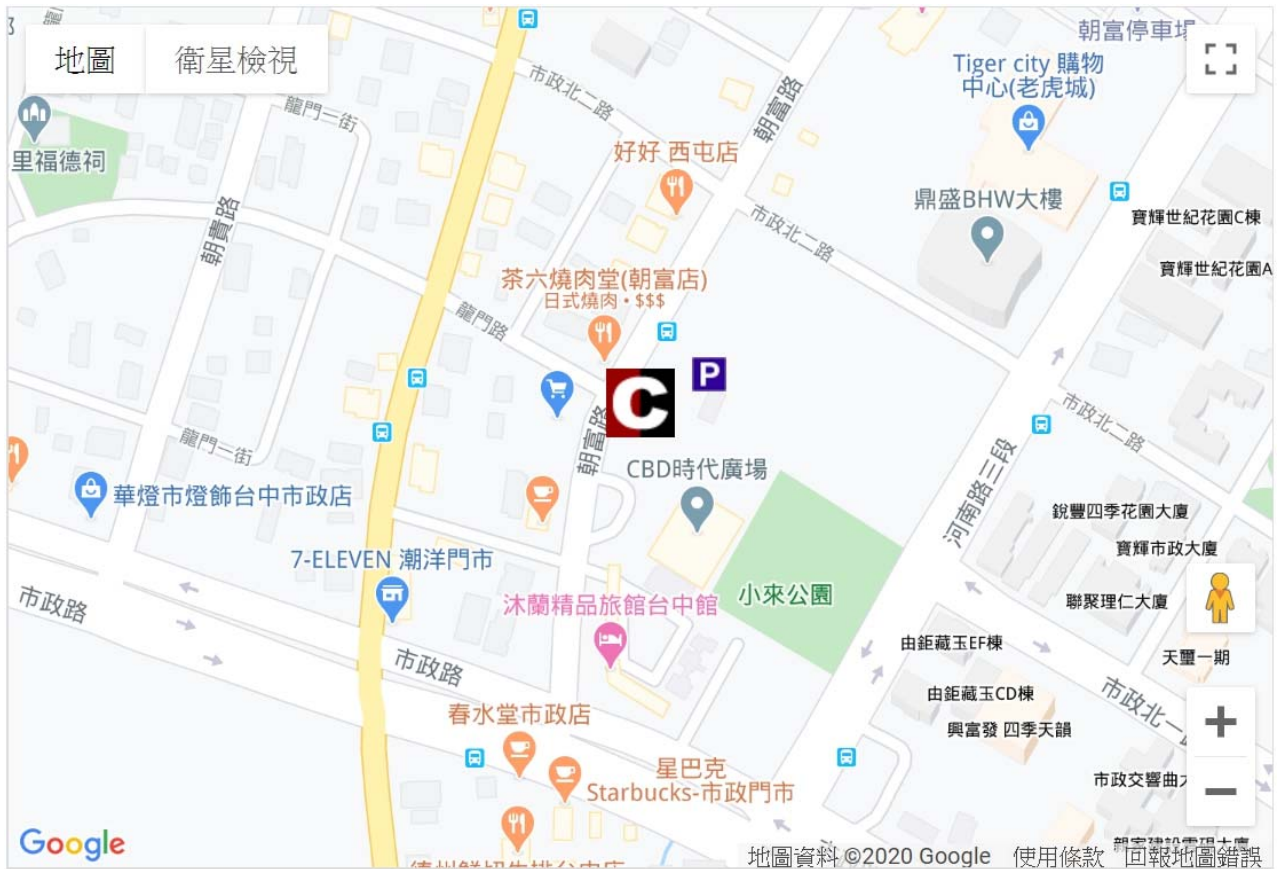 地圖
衛星檢視
朝富停車場
Tiger city 購物
中心(老虎城)
市政北二路
朝富路
龍門一街
里福德祠
好好 西屯店
鼎盛BHW大樓
寶輝世紀花園C棟
朝貴路
市政北二路
寶輝世紀花園A
茶六燒肉堂(朝富店)
日式燒肉・$$$
龍門路
P
C
市政北二路
朝富路
龍門一街
CBD時代廣場
河南路三段
華燈市燈飾台中市政店
銳豐四季花園大廈
寶輝市政大廈
7-ELEVEN 潮洋門市
市政路
沐蘭精品旅館台中館
小來公園
聯聚理仁大廈
由鉅藏玉EF棟
天璽一期
市政路
由鉅藏玉CD棟
市政北一
春水堂市政店
興富發 四季天韻
星巴克
Starbucks-市政門市
市政交響曲
Google
地圖資料 ©2020 Google
使用條款
回報地圖錯誤